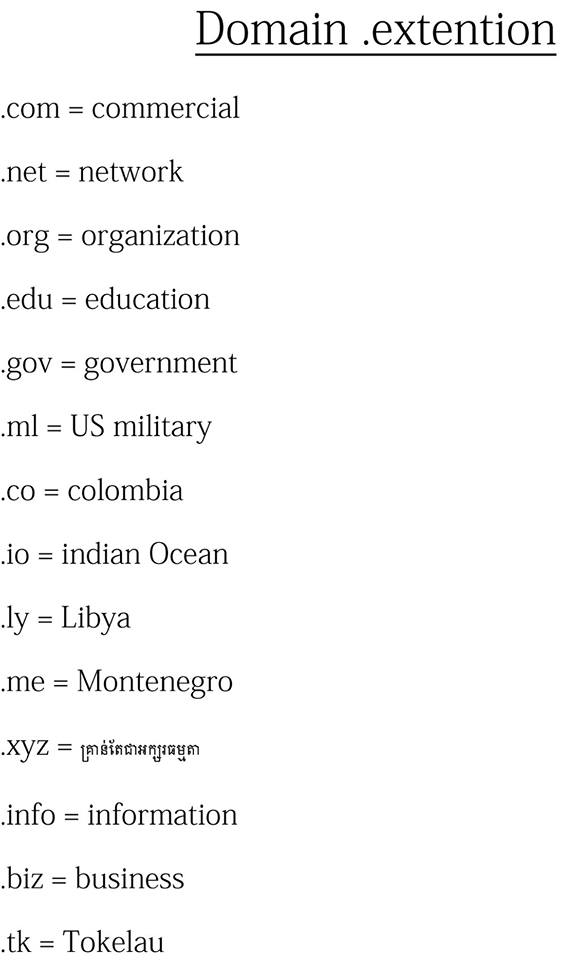 Domain .extention
.com = commercial
.net = network
.org = organization
.edu = education
.gov = government
.ml = US military
.co = colombia
.io = indian Ocean
.ly = Libya
.me = Montenegro
.xyz = គ្រាន់តែជាអក្សរធម្មតា
.info = information
.biz = business
.tk = Tokelau